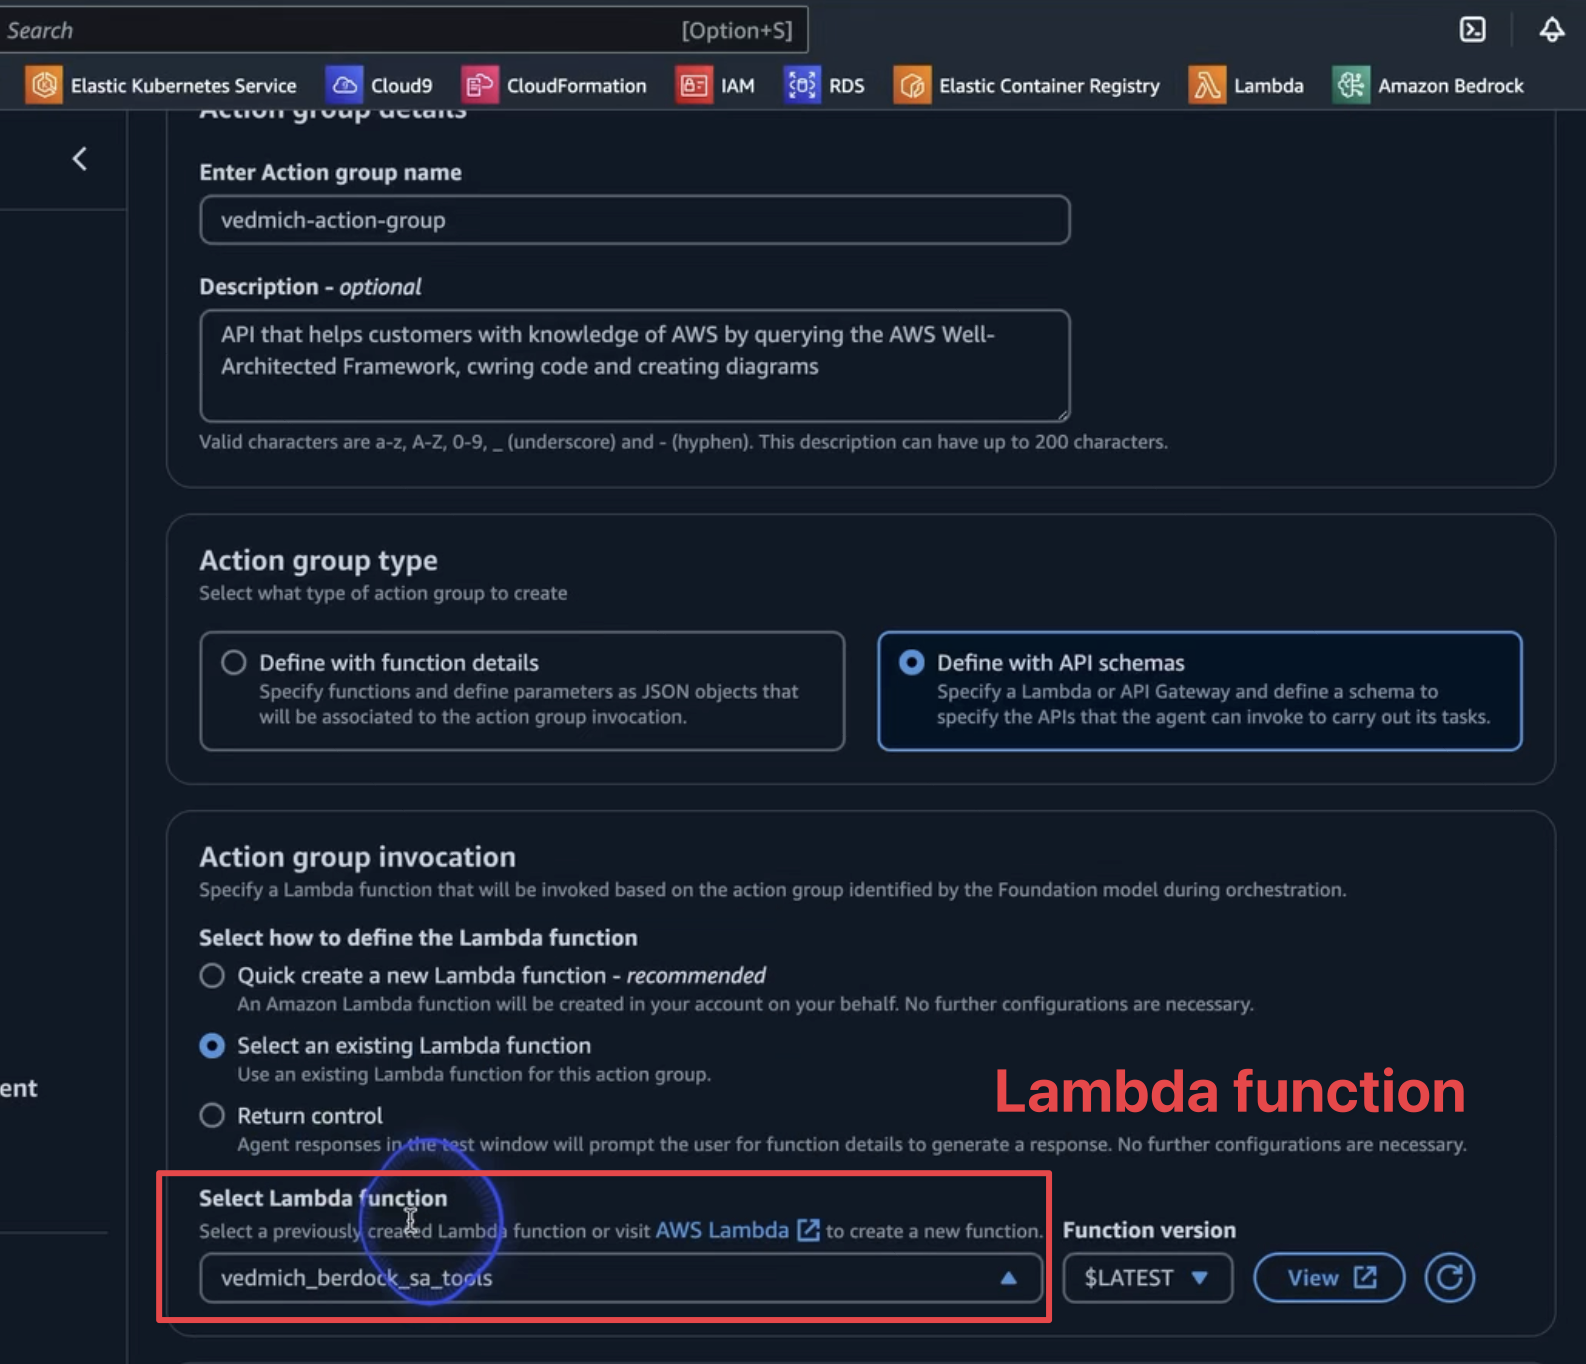 Search [Option+S]
Elastic Kubernetes Service Cloud9 CloudFormation IAM RDS Elastic Container Registry Lambda Amazon Bedrock
Action group details
Enter Action group name
vedmich-action-group
Description - optional
API that helps customers with knowledge of AWS by querying the AWS Well-
Architected Framework, cwring code and creating diagrams
Valid characters are a-z, A-Z, 0-9, _ (underscore) and - (hyphen). This description can have up to 200 characters.
Action group type
Select what type of action group to create
Define with function details
Specify functions and define parameters as JSON objects that
will be associated to the action group invocation.
Define with API schemas
Specify a Lambda or API Gateway and define a schema to
specify the APIs that the agent can invoke to carry out its tasks.
Action group invocation
Specify a Lambda function that will be invoked based on the action group identified by the Foundation model during orchestration.
Select how to define the Lambda function
Quick create a new Lambda function - recommended
An Amazon Lambda function will be created in your account on your behalf. No further configurations are necessary.
Select an existing Lambda function
Use an existing Lambda function for this action group.
ent
Lambda function
Return control
Agent responses in the test window will prompt the user for function details to generate a response. No further configurations are necessary.
Select Lambda function
Select a previously created Lambda function or visit AWS Lambda to create a new function.
vedmich_berdock_sa_tools
Function version
$LATEST
View